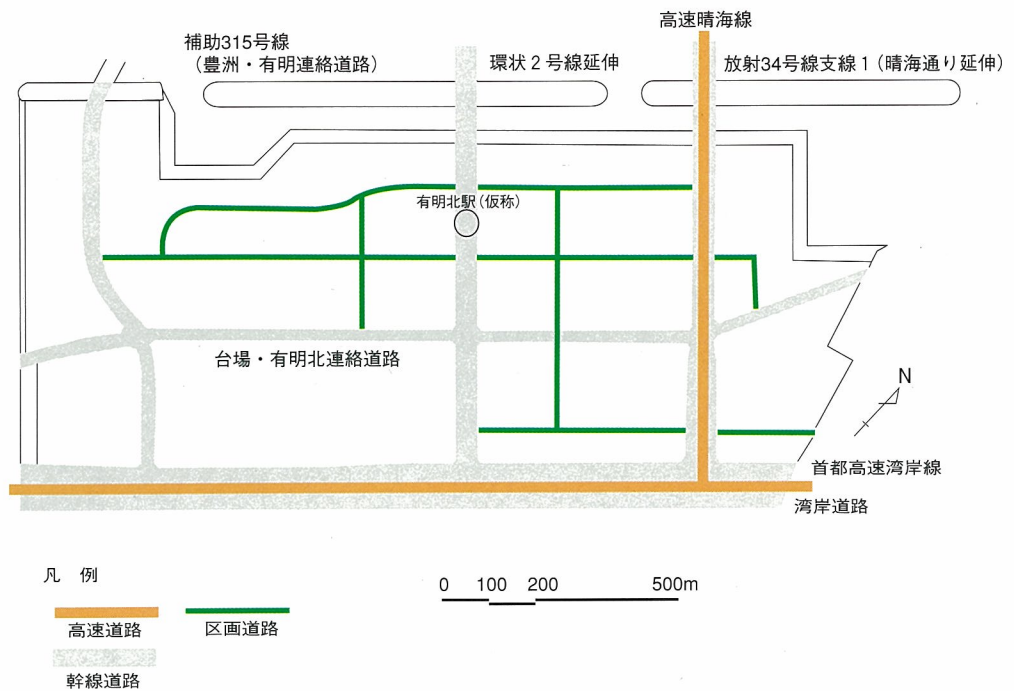 高速晴海線
補助315号線
（豊洲・有明連絡道路）
環状２号線延伸
放射34号線支線１（晴海通り延伸）
有明北駅（仮称）
台場・有明北連絡道路
N
首都高速湾岸線
湾岸道路
凡　例
0 100 200 500m
高速道路
区画道路
幹線道路